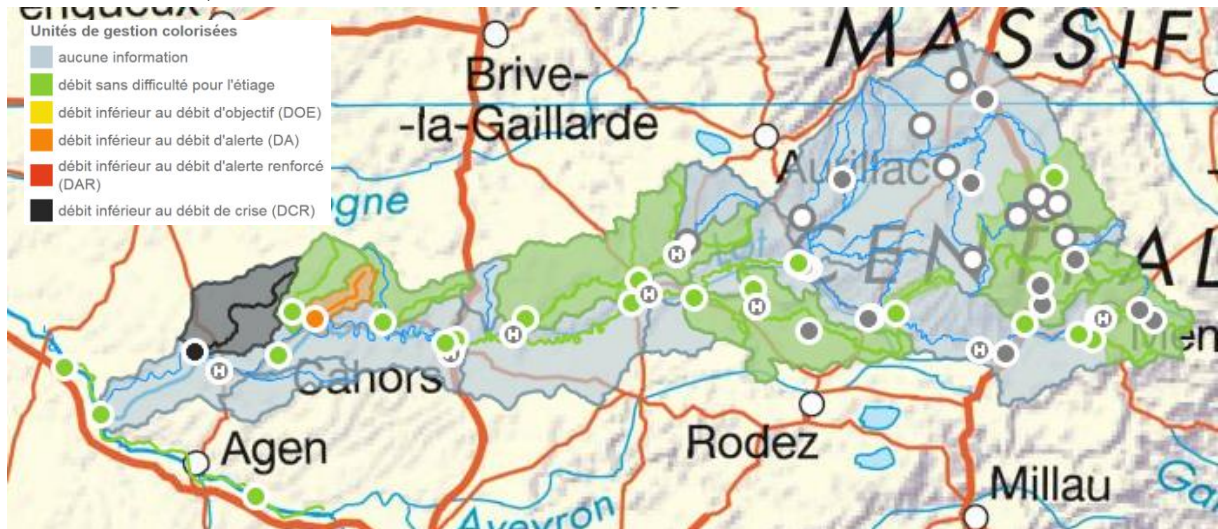 Unités de gestion colorisées
aucune information
débit sans difficulté pour l'étiage
débit inférieur au débit d'objectif (DOE)
débit inférieur au débit d'alerte (DA)
débit inférieur au débit d'alerte renforcé
(DAR)
débit inférieur au débit de crise (DCR)
MASSIF
Brive-
-la-Gaillarde
Aurillac
CENTRAL
Cahors
Agen
Rodez
Millau
Aveyron
H
H
H
H
H
H
H
H